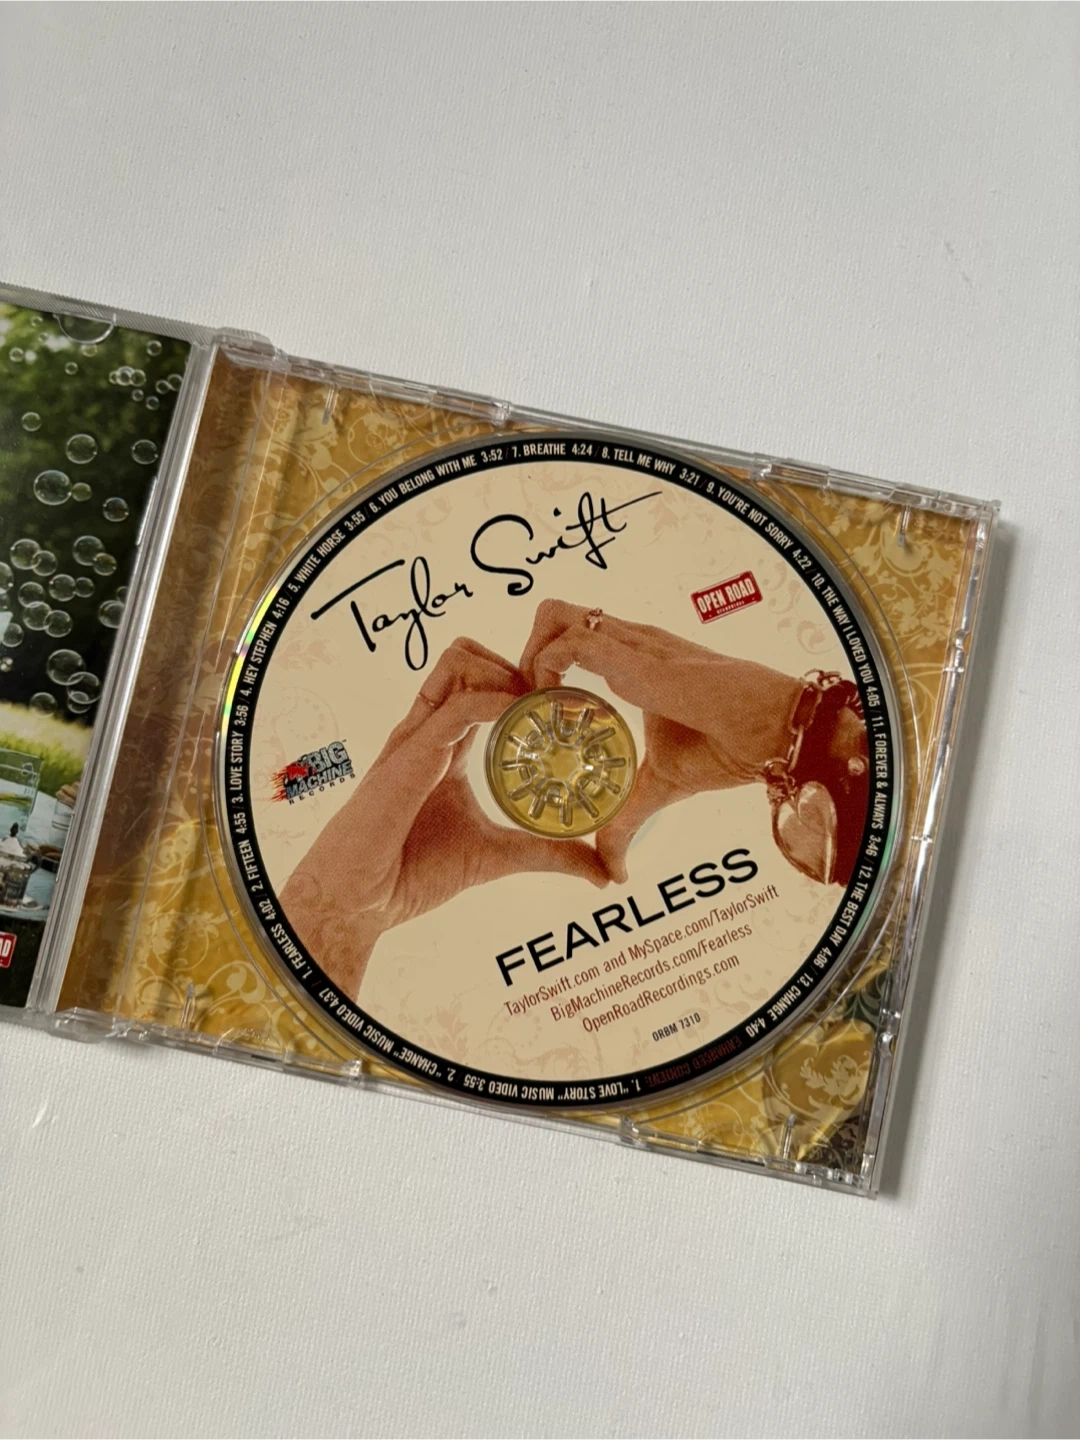 Taylor Swift
OPEN ROAD
RECORDINGS
BIG
MACHINE
RECORDS
FEARLESS
TaylorSwift.com and MySpace.com/TaylorSwift
BigMachineRecords.com/Fearless
OpenRoadRecordings.com
ORBM 7310
1. FEARLESS 4:02 / 2. FIFTEEN 4:55 / 3. LOVE STORY 3:56 / 4. HEY STEPHEN 4:16 / 5. WHITE HORSE 3:55 / 6. YOU BELONG WITH ME 3:52 / 7. BREATHE 4:24 / 8. TELL ME WHY 3:21 / 9. YOU'RE NOT SORRY 4:22 / 10. THE WAY I LOVED YOU 4:05 / 11. FOREVER & ALWAYS 3:46 / 12. THE BEST DAY 4:06 / 13. CHANGE 4:40
ENHANCED CONTENT: 1. "LOVE STORY" MUSIC VIDEO 3:55 / 2. "CHANGE" MUSIC VIDEO 4:37